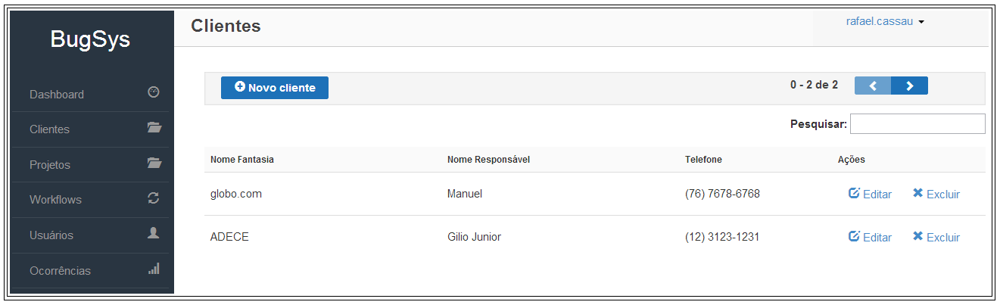 BugSys
Clientes
rafael.cassau
Dashboard
Clientes
Projetos
Workflows
Usuários
Ocorrências
Novo cliente
0 - 2 de 2
Pesquisar:
Nome Fantasia Nome Responsável Telefone Ações
globo.com Manuel (76) 7678-6768 Editar Excluir
ADECE Gilio Junior (12) 3123-1231 Editar Excluir